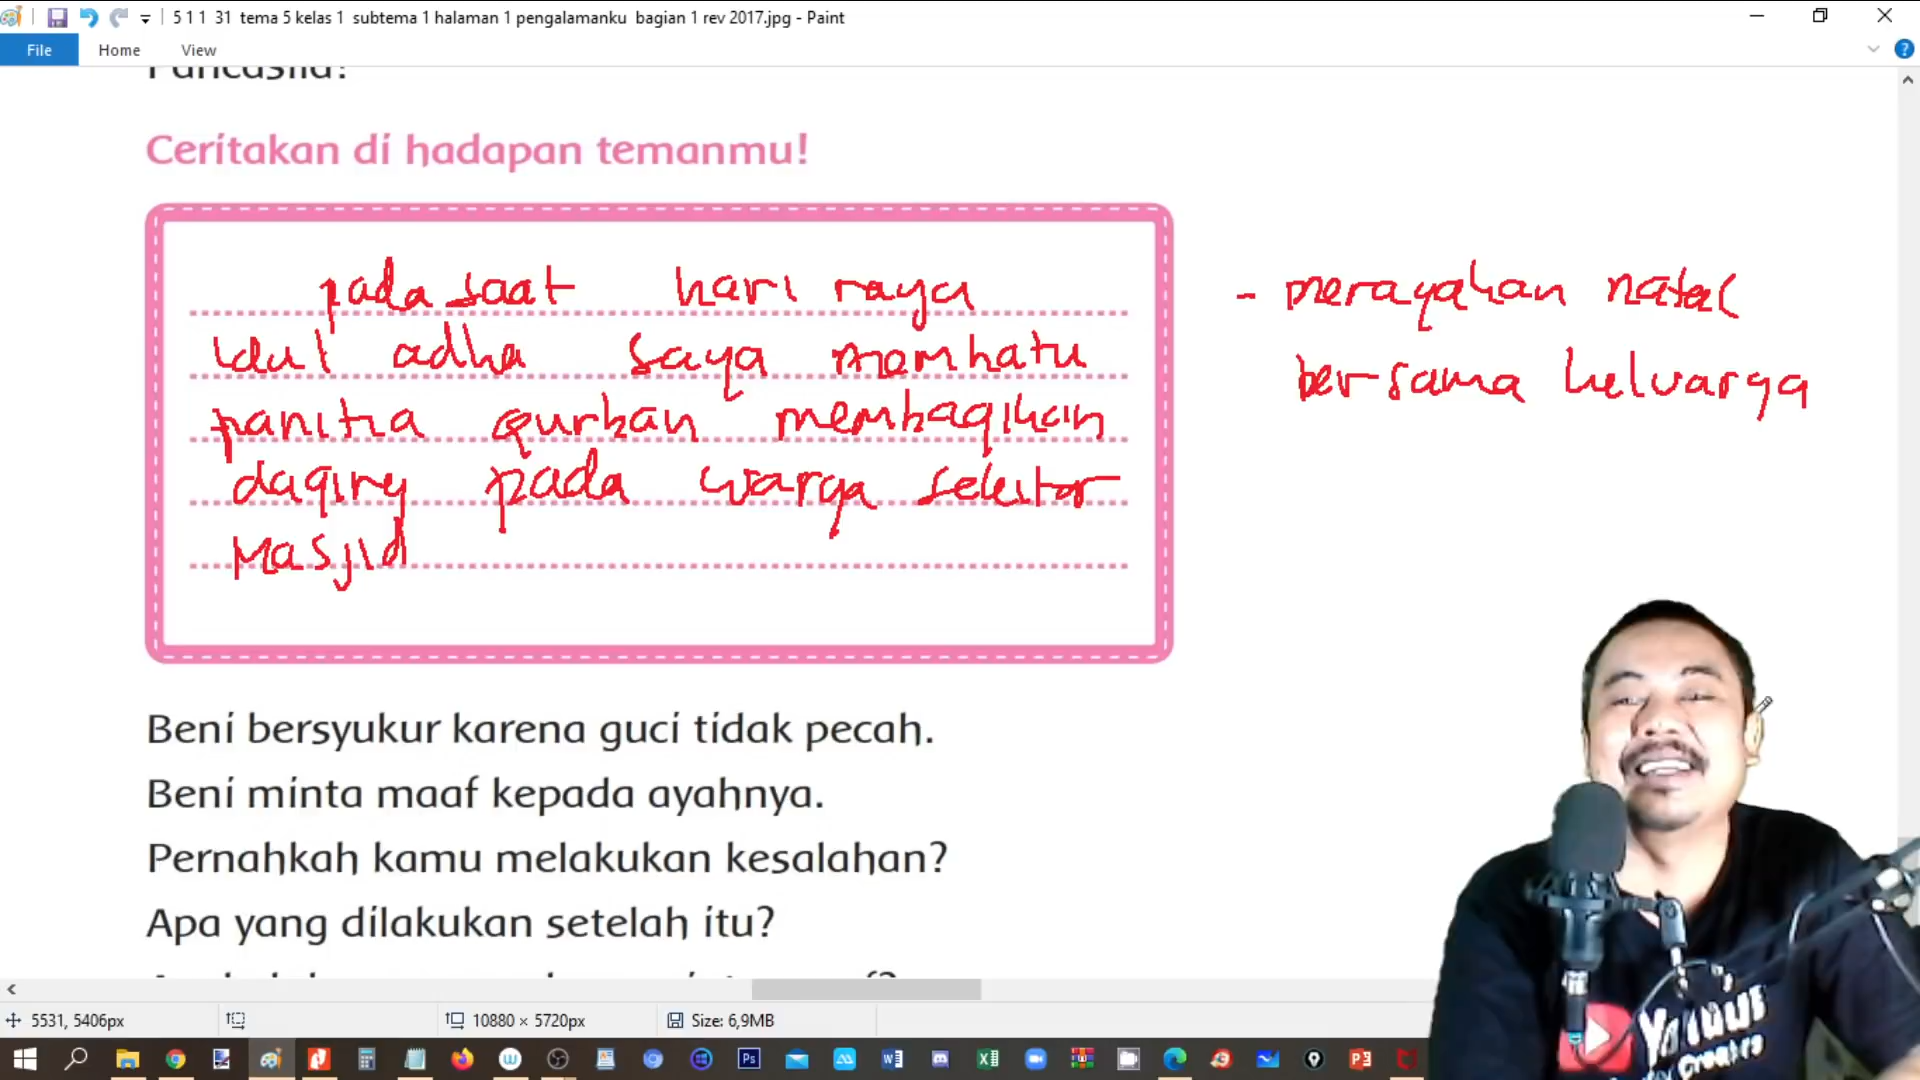 5 1 1 31 tema 5 kelas 1 subtema 1 halaman 1 pengalamanku bagian 1 rev 2017.jpg - Paint
File Home View
Pancasila?
Ceritakan di hadapan temanmu!
pada saat hari raya
idul adha saya membatu
panitia qurban membagikan
daging pada warga sekitar
Masjid
- merayakan natal
bersama keluarga
Beni bersyukur karena guci tidak pecah.
Beni minta maaf kepada ayahnya.
Pernahkah kamu melakukan kesalahan?
Apa yang dilakukan setelah itu?
5531, 5406px 10880 × 5720px Size: 6,9MB